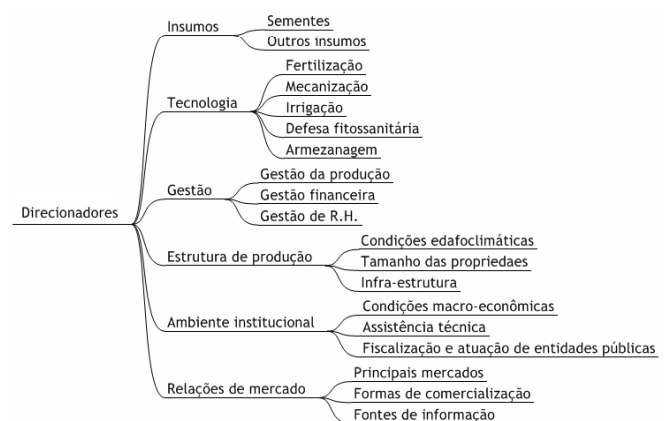 Direcionadores
Insumos
Sementes
Outros insumos
Tecnologia
Fertilização
Mecanização
Irrigação
Defesa fitossanitária
Armezanagem
Gestão
Gestão da produção
Gestão financeira
Gestão de R.H.
Estrutura de produção
Condições edafoclimáticas
Tamanho das propriedaes
Infra-estrutura
Ambiente institucional
Condições macro-econômicas
Assistência técnica
Fiscalização e atuação de entidades públicas
Relações de mercado
Principais mercados
Formas de comercialização
Fontes de informação